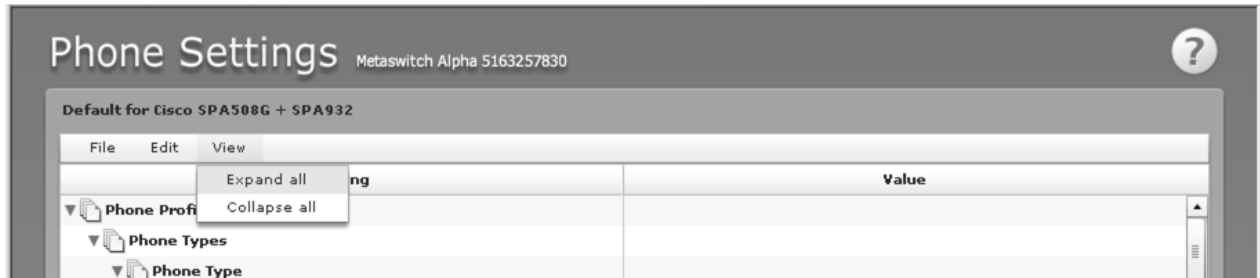 Phone Settings Metaswitch Alpha 5163257830 ?
Default for Cisco SPA508G + SPA932
File Edit View
Expand all ng Value
Collapse all
Phone Profi
Phone Types
Phone Type